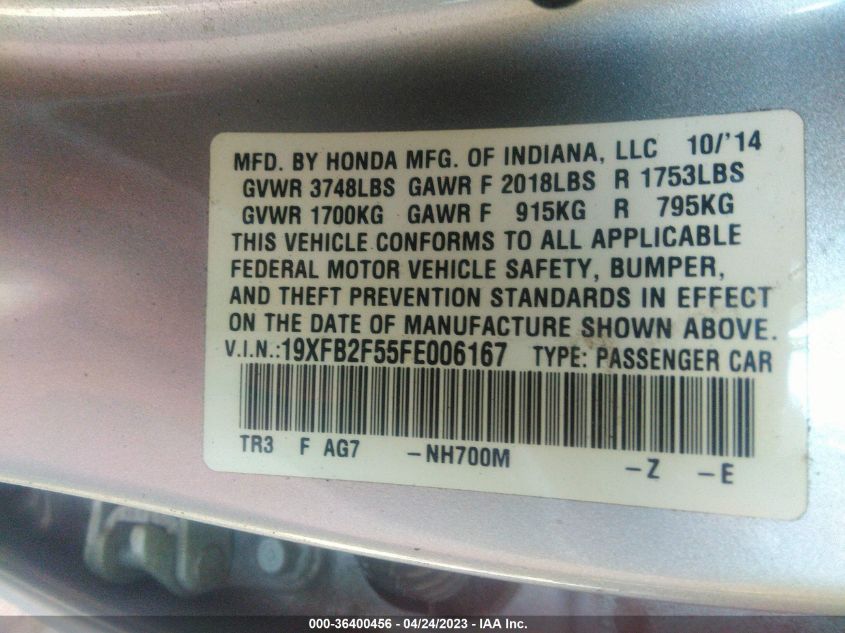 MFD. BY HONDA MFG. OF INDIANA, LLC 10/'14
GVWR 3748LBS GAWR F 2018LBS R 1753LBS
GVWR 1700KG GAWR F 915KG R 795KG
THIS VEHICLE CONFORMS TO ALL APPLICABLE
FEDERAL MOTOR VEHICLE SAFETY, BUMPER,
AND THEFT PREVENTION STANDARDS IN EFFECT
ON THE DATE OF MANUFACTURE SHOWN ABOVE.
V.I.N.:19XFB2F55FE006167 TYPE: PASSENGER CAR
TR3 F AG7 -NH700M -Z -E
000-36400456 - 04/24/2023 - IAA Inc.